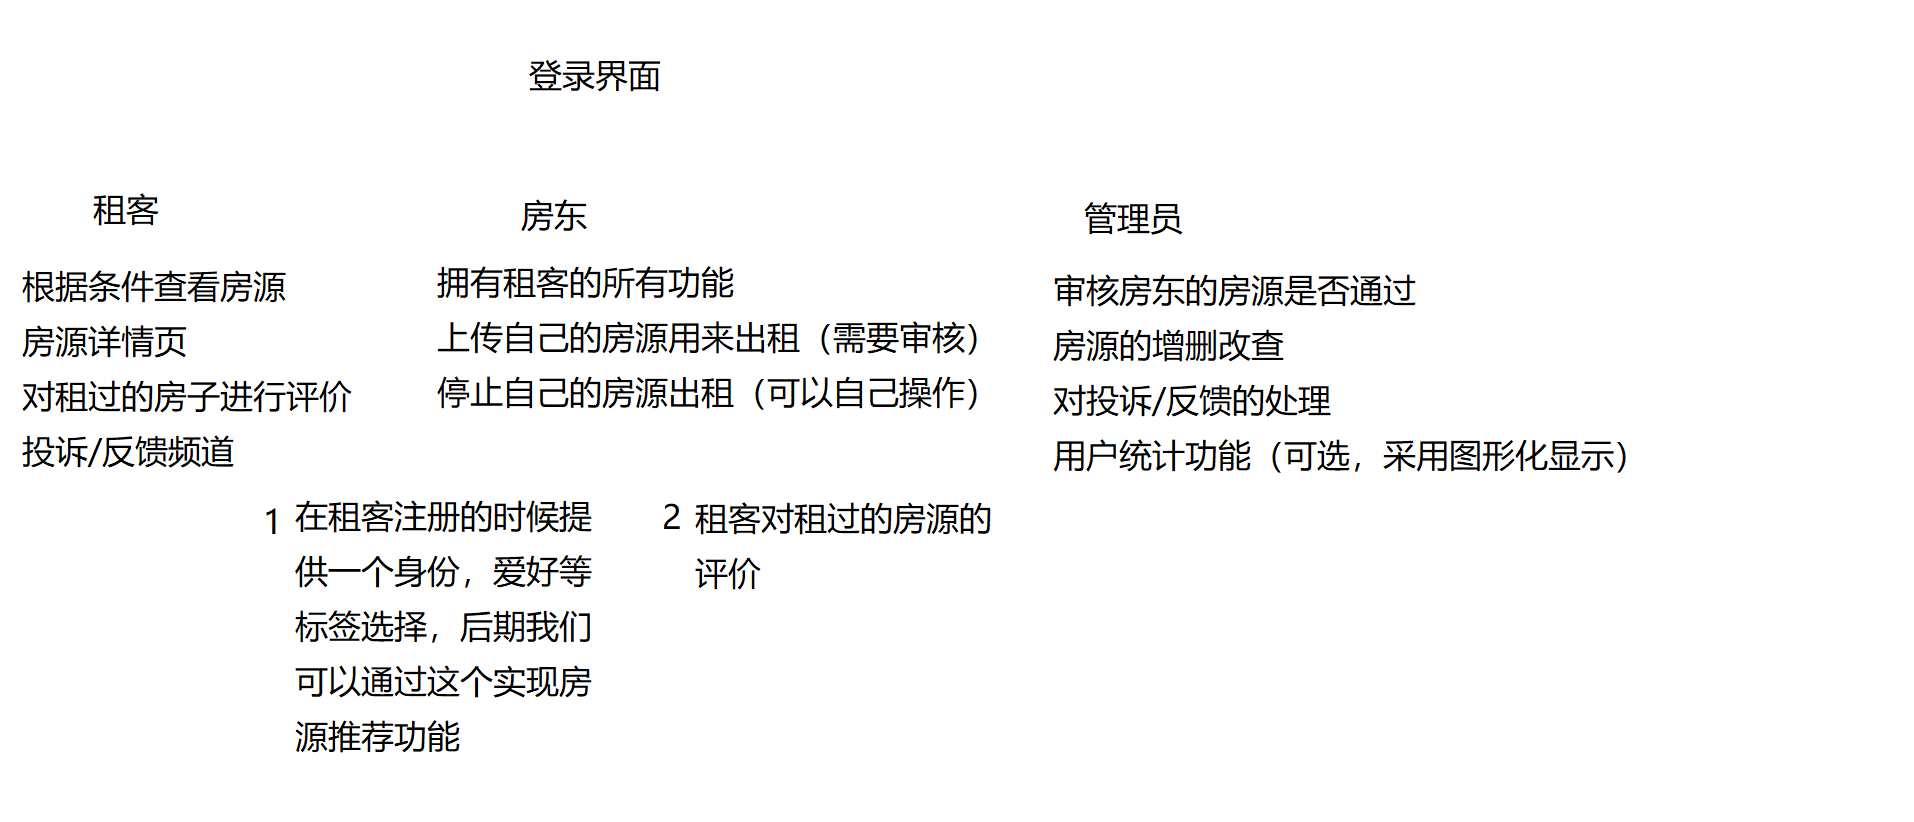 登录界面
租客
根据条件查看房源
房源详情页
对租过的房子进行评价
投诉/反馈频道
房东
拥有租客的所有功能
上传自己的房源用来出租（需要审核）
停止自己的房源出租（可以自己操作）
管理员
审核房东的房源是否通过
房源的增删改查
对投诉/反馈的处理
用户统计功能（可选，采用图形化显示）
1 在租客注册的时候提
供一个身份，爱好等
标签选择，后期我们
可以通过这个实现房
源推荐功能
2 租客对租过的房源的
评价